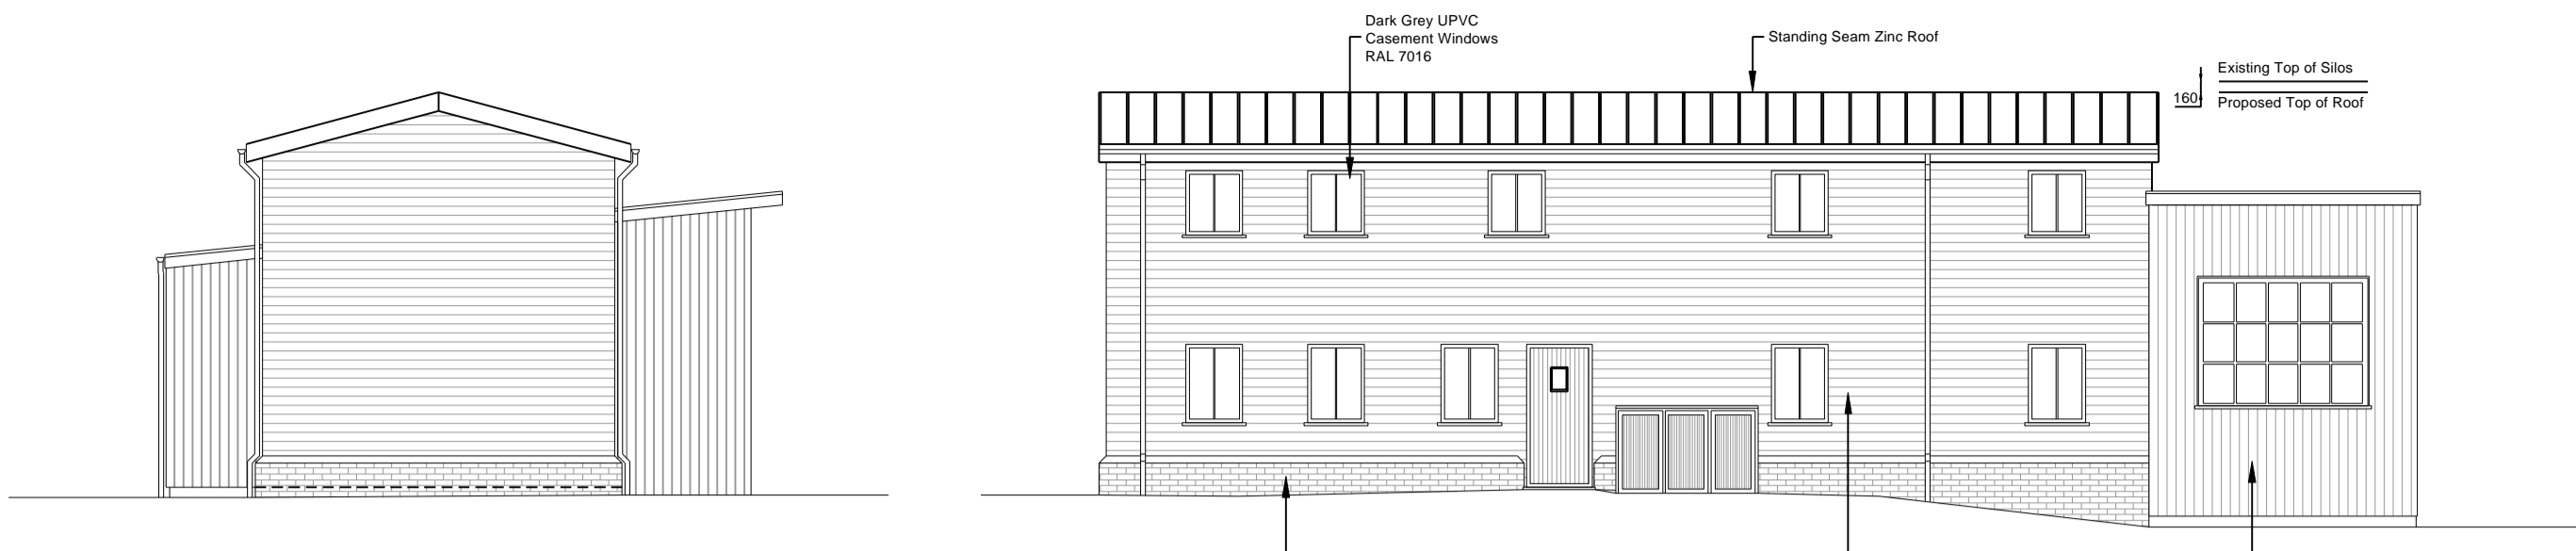 Dark Grey UPVC
Casement Windows
RAL 7016
Standing Seam Zinc Roof
Existing Top of Silos
160
Proposed Top of Roof